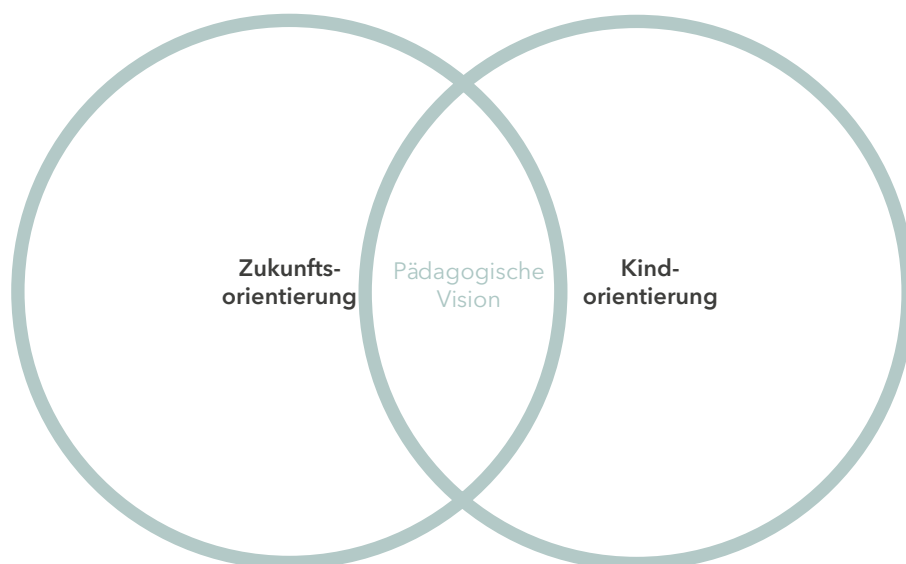 Zukunfts-
orientierung
Pädagogische
Vision
Kind-
orientierung